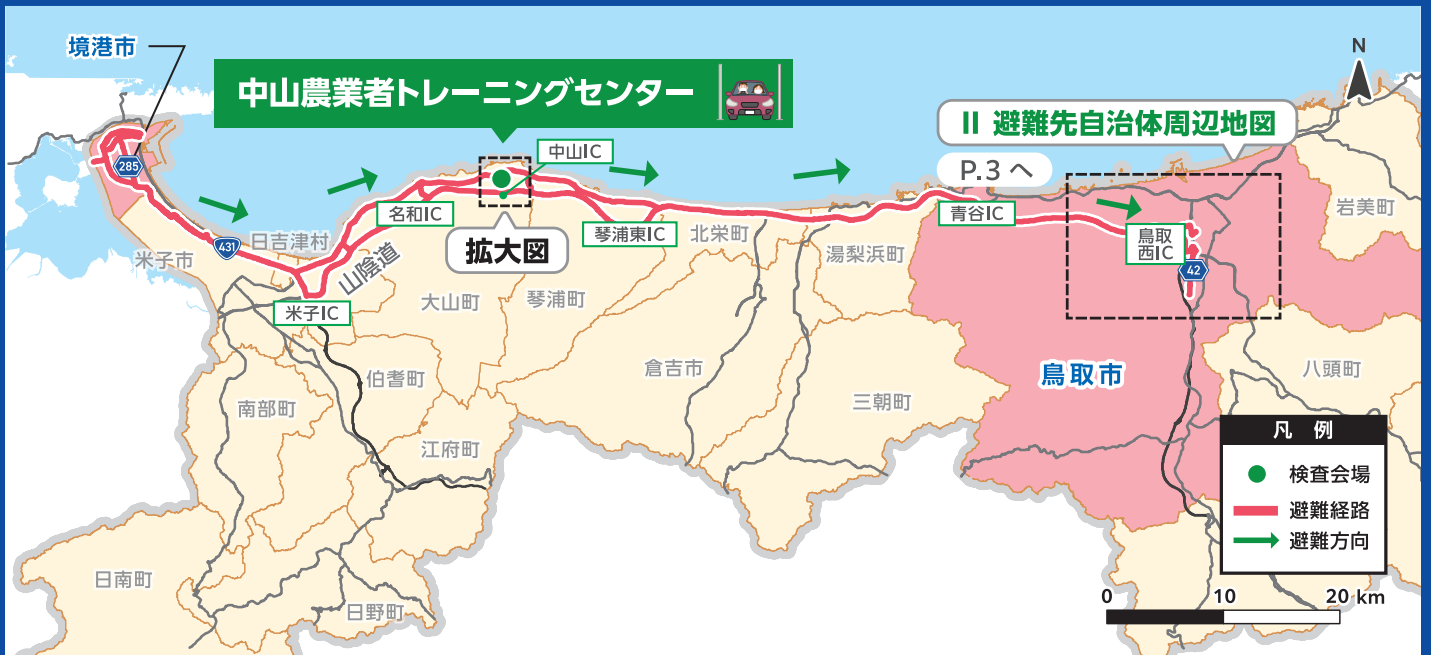 境港市
中山農業者トレーニングセンター
N
II 避難先自治体周辺地図
P.3 へ
285
中山IC
名和IC
拡大図
琴浦東IC
北栄町
青谷IC
鳥取
西IC
岩美町
日吉津村
431
米子市
山陰道
湯梨浜町
42
米子IC
大山町
琴浦町
倉吉市
鳥取市
八頭町
伯耆町
南部町
三朝町
江府町
日南町
日野町
凡 例
検査会場
避難経路
避難方向
0 10 20 km